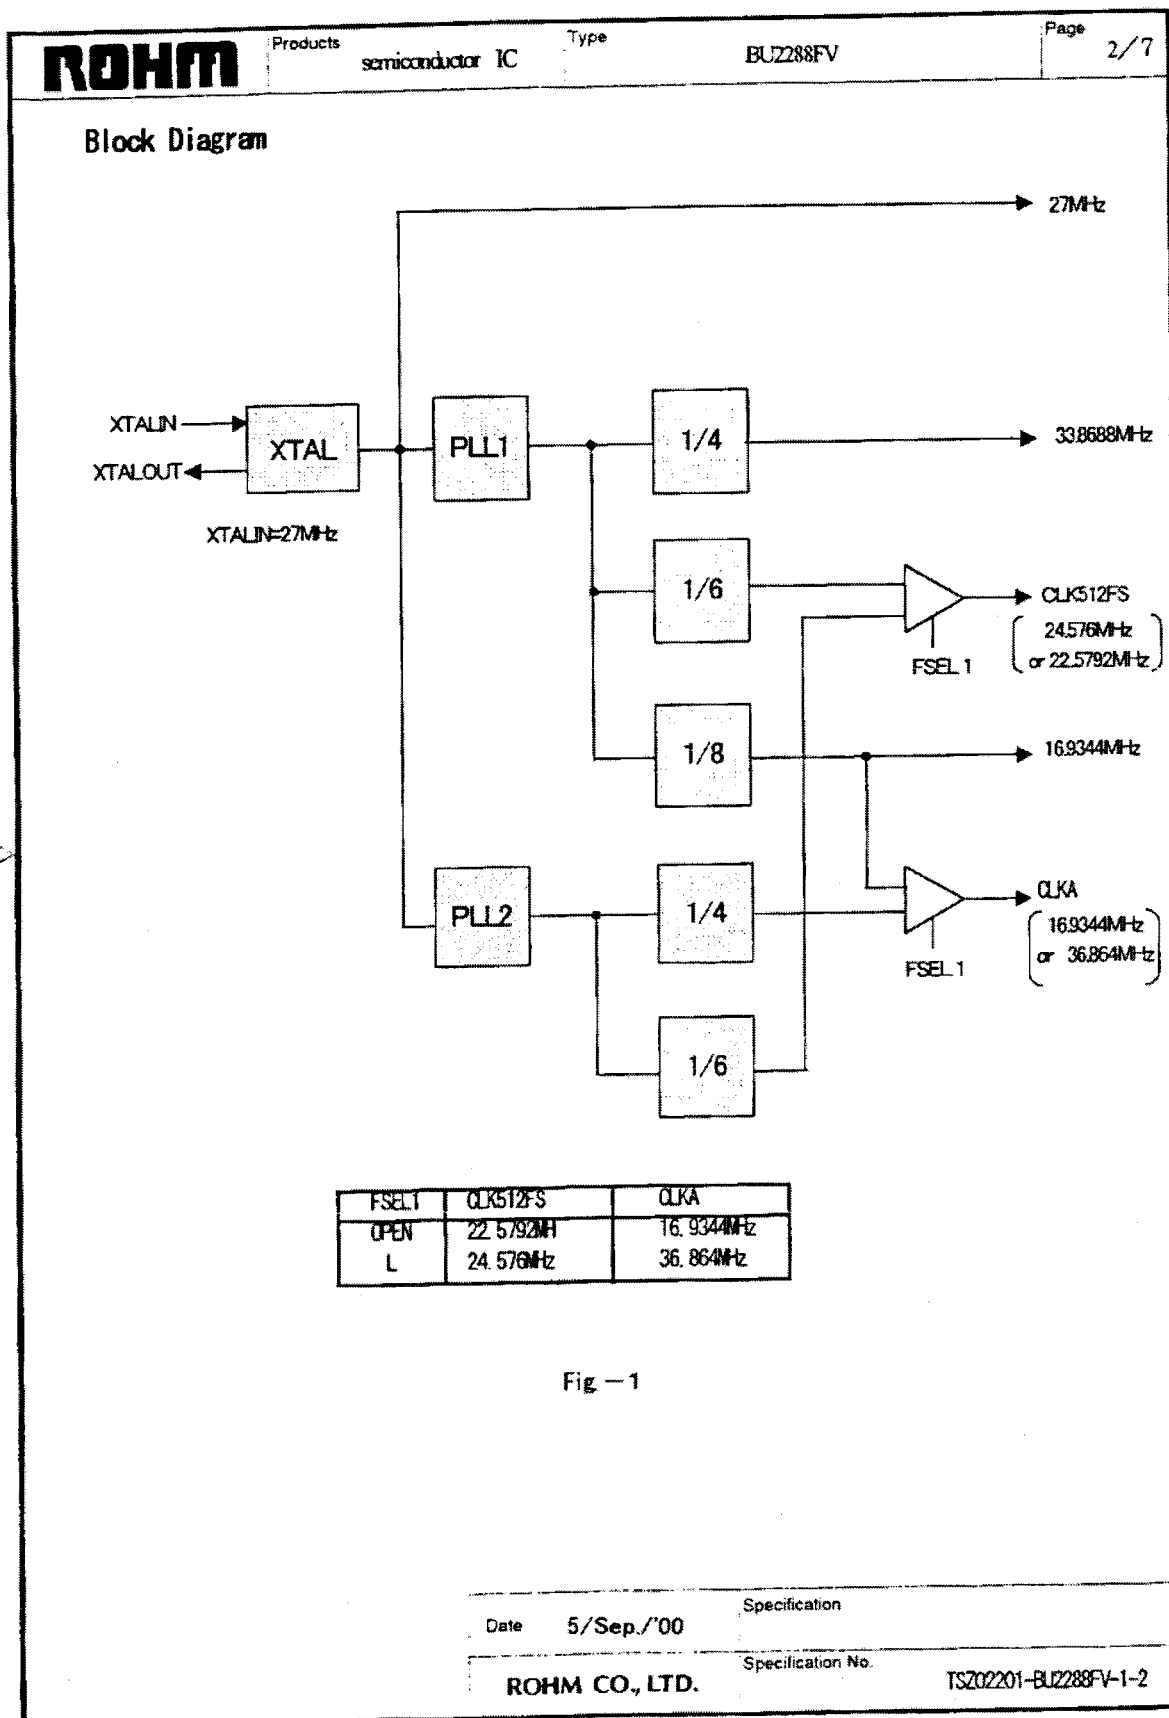 ROHM
Products
semiconductor IC
Type
BU2288FV
Page
2/7
Block Diagram
27MHz
XTALIN
XTALOUT
XTAL
XTALIN=27MHz
PLL1
1/4
33.8688MHz
1/6
CLK512FS
24.576MHz
or 22.5792MHz
FSEL1
1/8
16.9344MHz
PLL2
1/4
CLKA
16.9344MHz
or 36.864MHz
FSEL1
1/6
FSEL1 CLK512FS CLKA
OPEN 22.5792MH 16.9344MHz
L 24.576MHz 36.864MHz
Fig－1
Date 5/Sep./'00
Specification
ROHM CO., LTD.
Specification No.
TSZ02201-BU2288FV-1-2